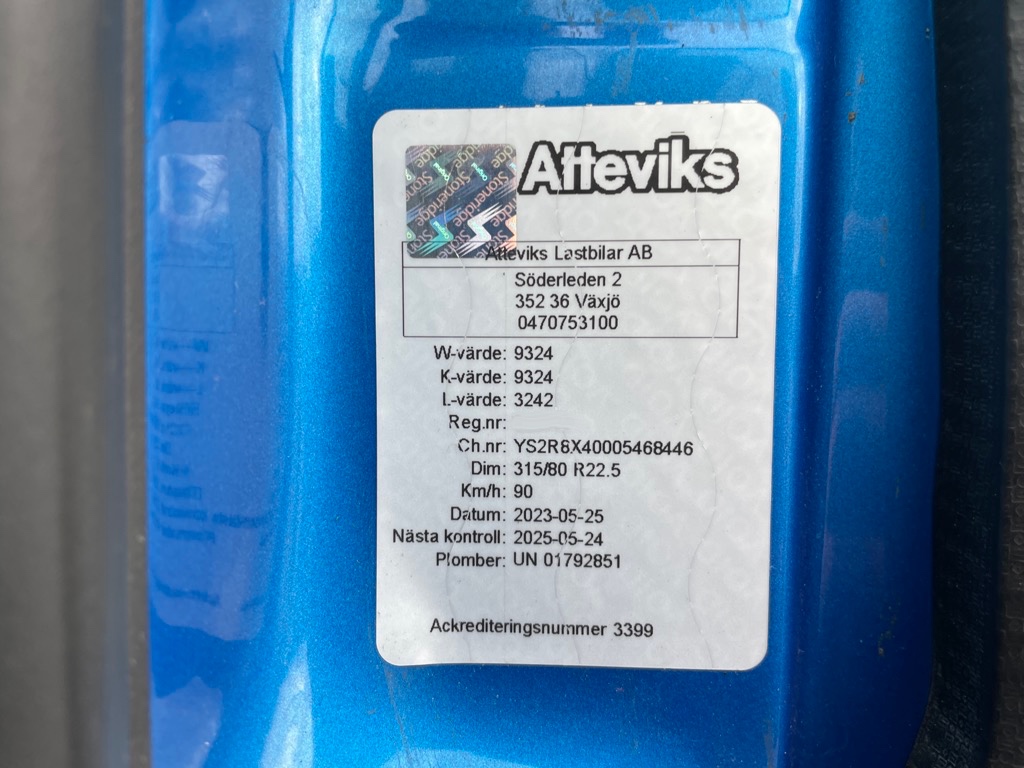 Atteviks
Stoneridge
Atteviks Lastbilar AB
Söderleden 2
352 36 Växjö
0470753100
W-värde: 9324
K-värde: 9324
L-värde: 3242
Reg.nr:
Ch.nr: YS2R8X40005468446
Dim: 315/80 R22.5
Km/h: 90
Datum: 2023-05-25
Nästa kontroll: 2025-05-24
Plomber: UN 01792851
Ackrediteringsnummer 3399